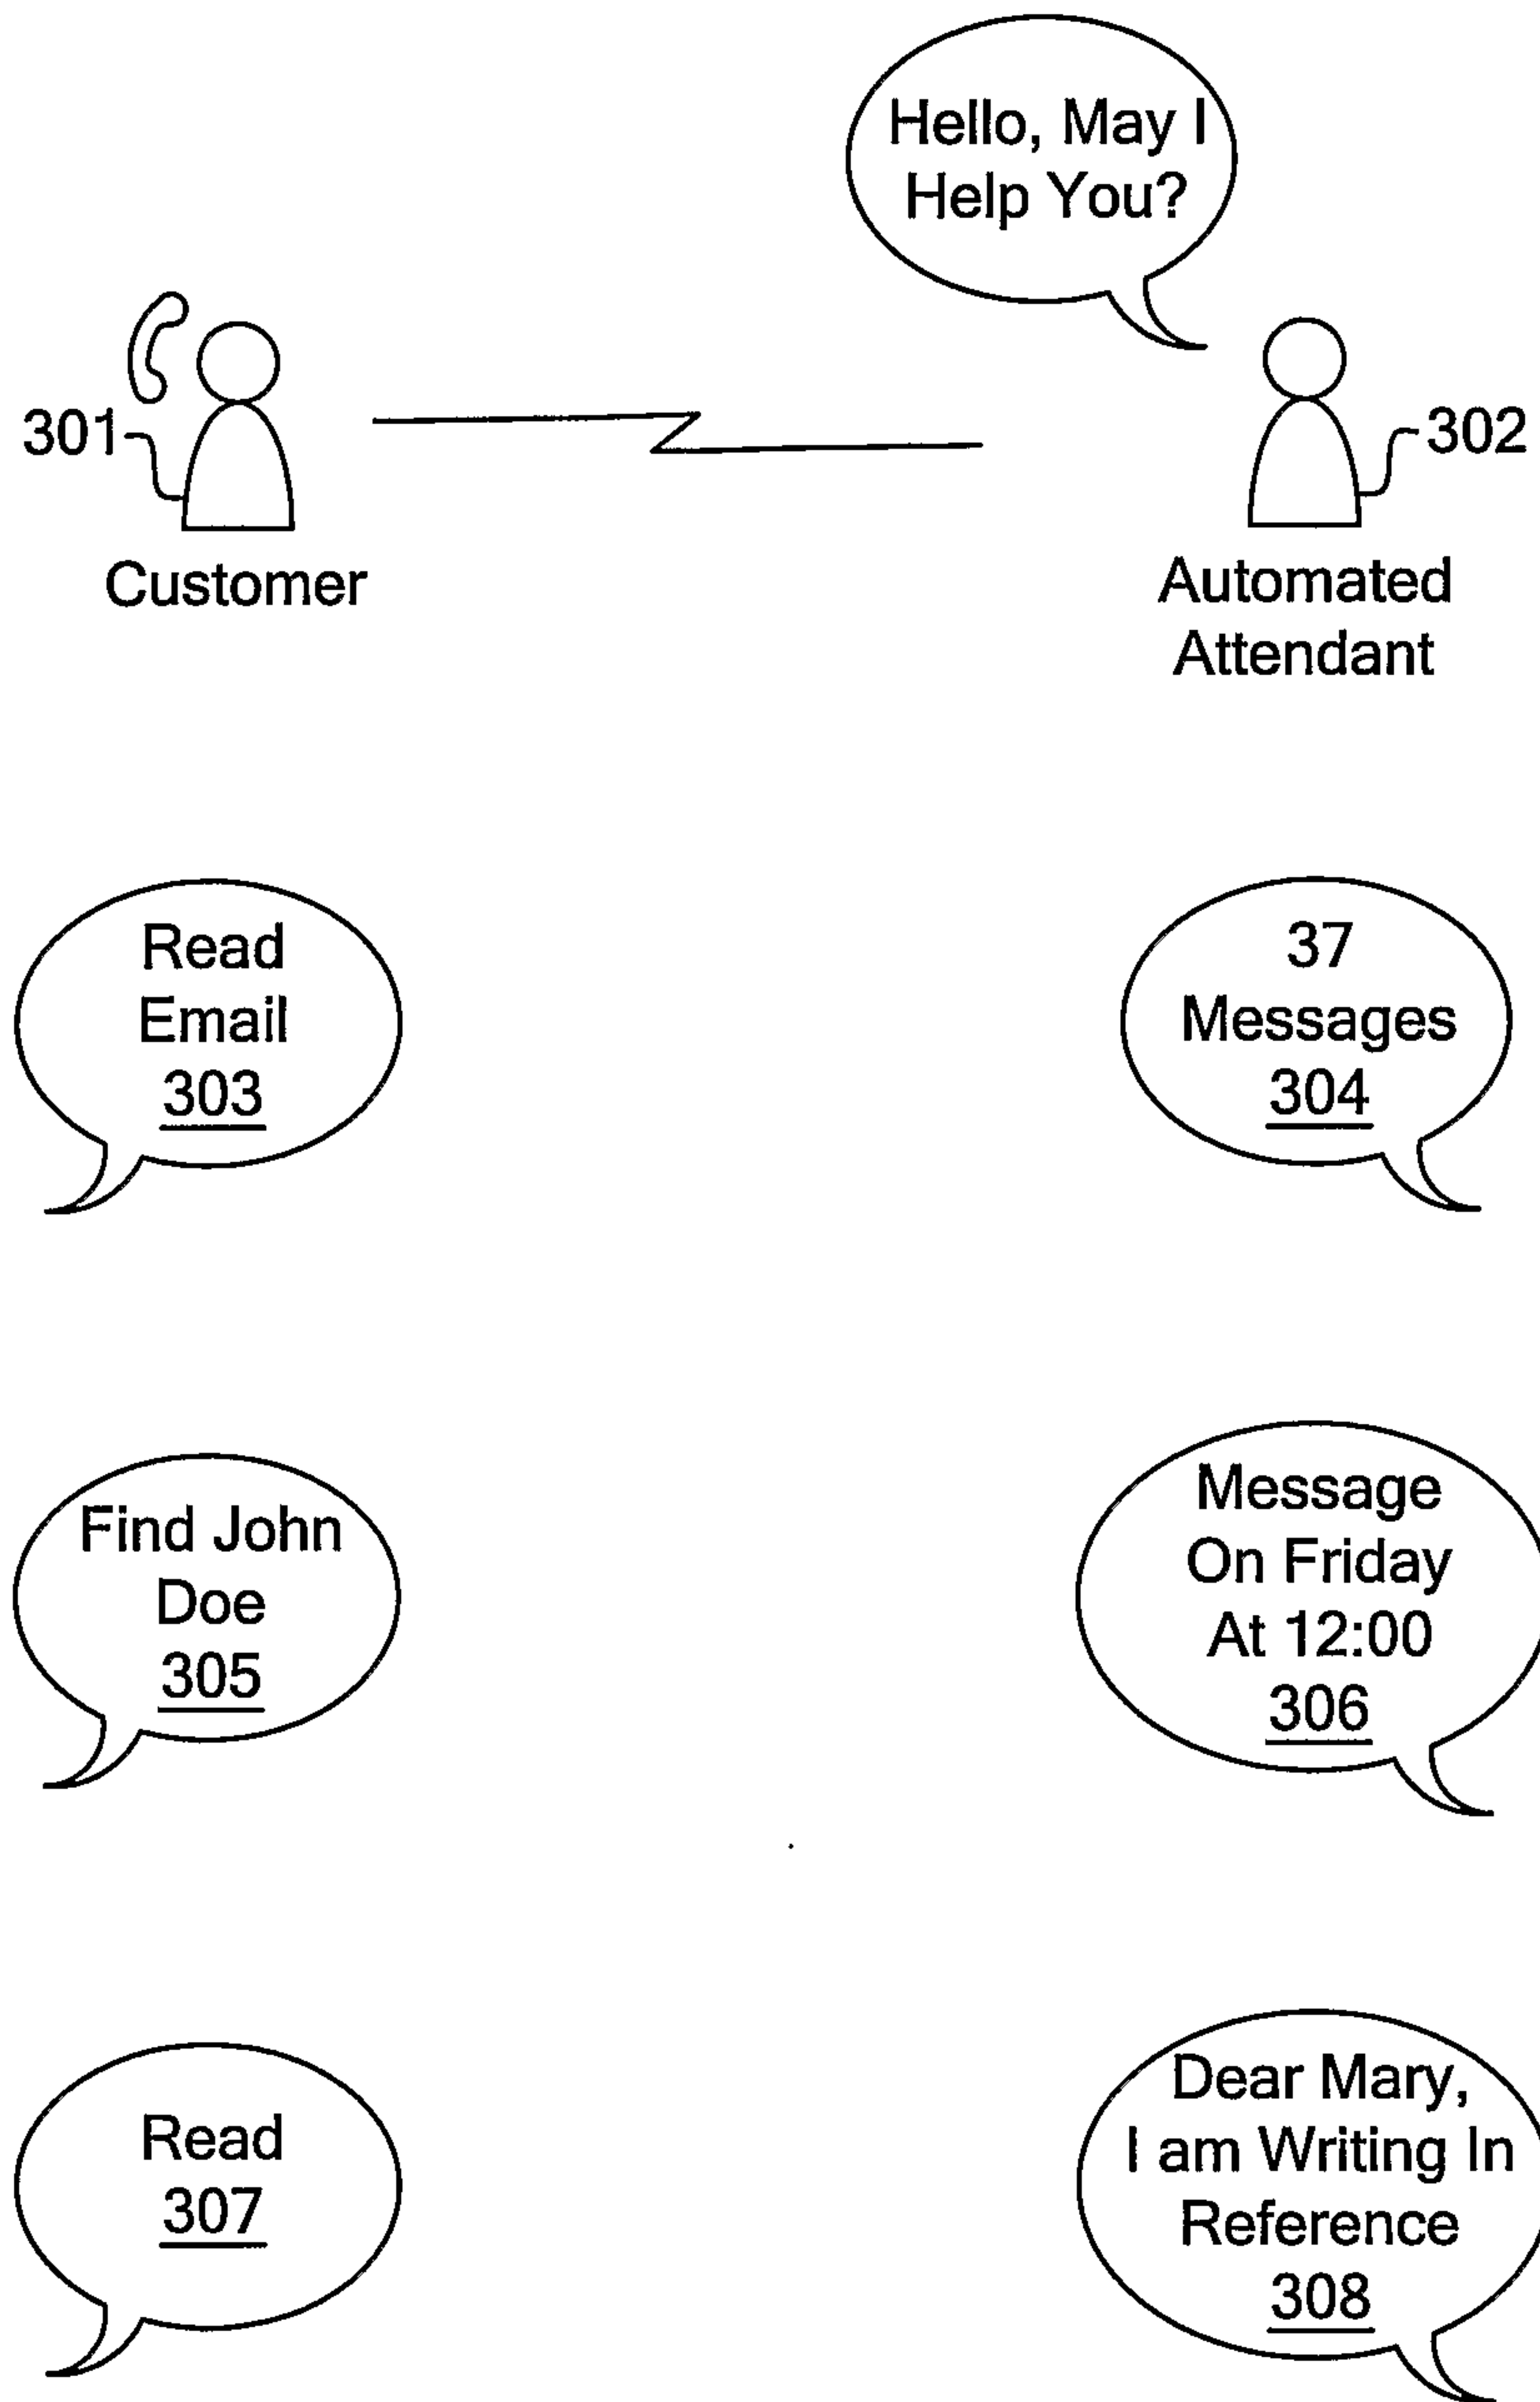 Hello, May I
Help You?
301
302
Customer
Automated
Attendant
Read
Email
303
37
Messages
304
Find John
Doe
305
Message
On Friday
At 12:00
306
Read
307
Dear Mary,
I am Writing In
Reference
308